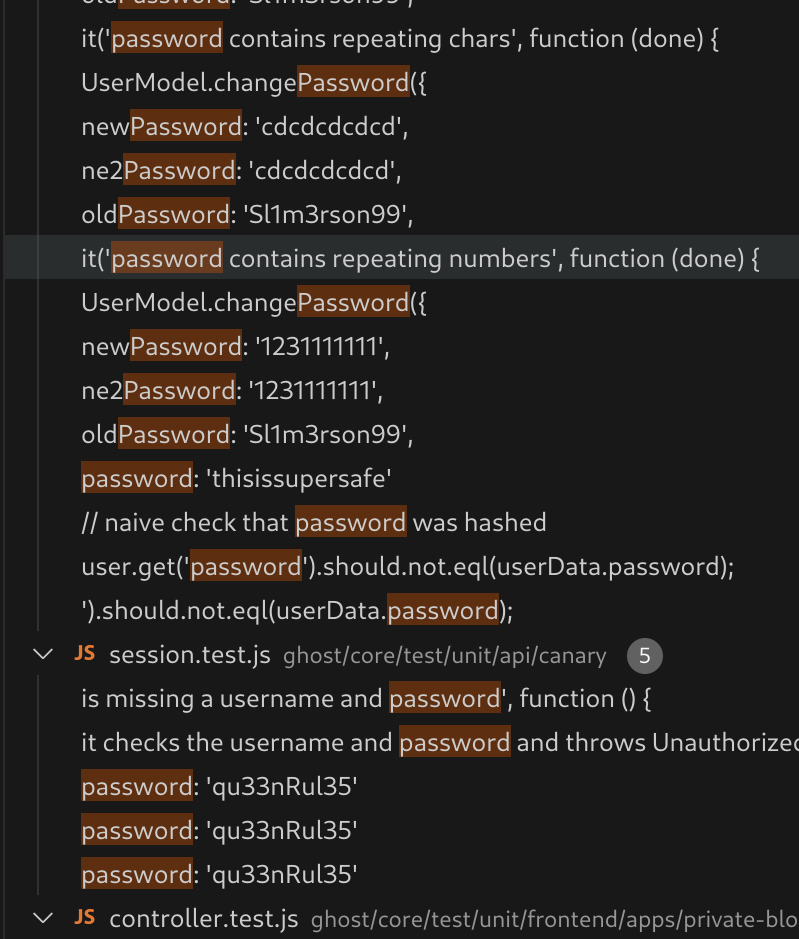 oldPassword: 'Sl1m3rson99',
it('password contains repeating chars', function (done) {
UserModel.changePassword({
newPassword: 'cdcdcdcdcd',
ne2Password: 'cdcdcdcdcd',
oldPassword: 'Sl1m3rson99',
it('password contains repeating numbers', function (done) {
UserModel.changePassword({
newPassword: '1231111111',
ne2Password: '1231111111',
oldPassword: 'Sl1m3rson99',
password: 'thisissupersafe'
// naive check that password was hashed
user.get('password').should.not.eql(userData.password);
').should.not.eql(userData.password);
JS session.test.js ghost/core/test/unit/api/canary 5
is missing a username and password', function () {
it checks the username and password and throws Unauthorized
password: 'qu33nRul35'
password: 'qu33nRul35'
password: 'qu33nRul35'
JS controller.test.js ghost/core/test/unit/frontend/apps/private-blo